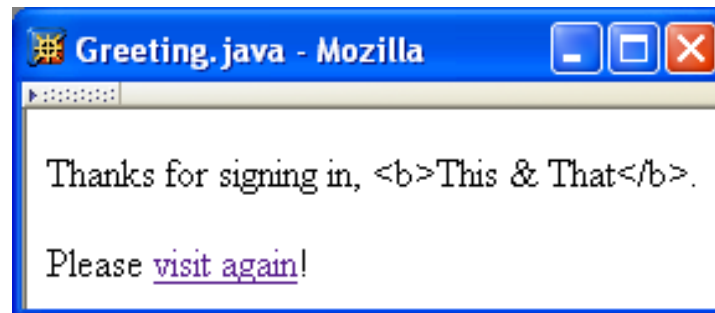 Greeting.java - Mozilla
Thanks for signing in, <b>This & That</b>.
Please visit again!